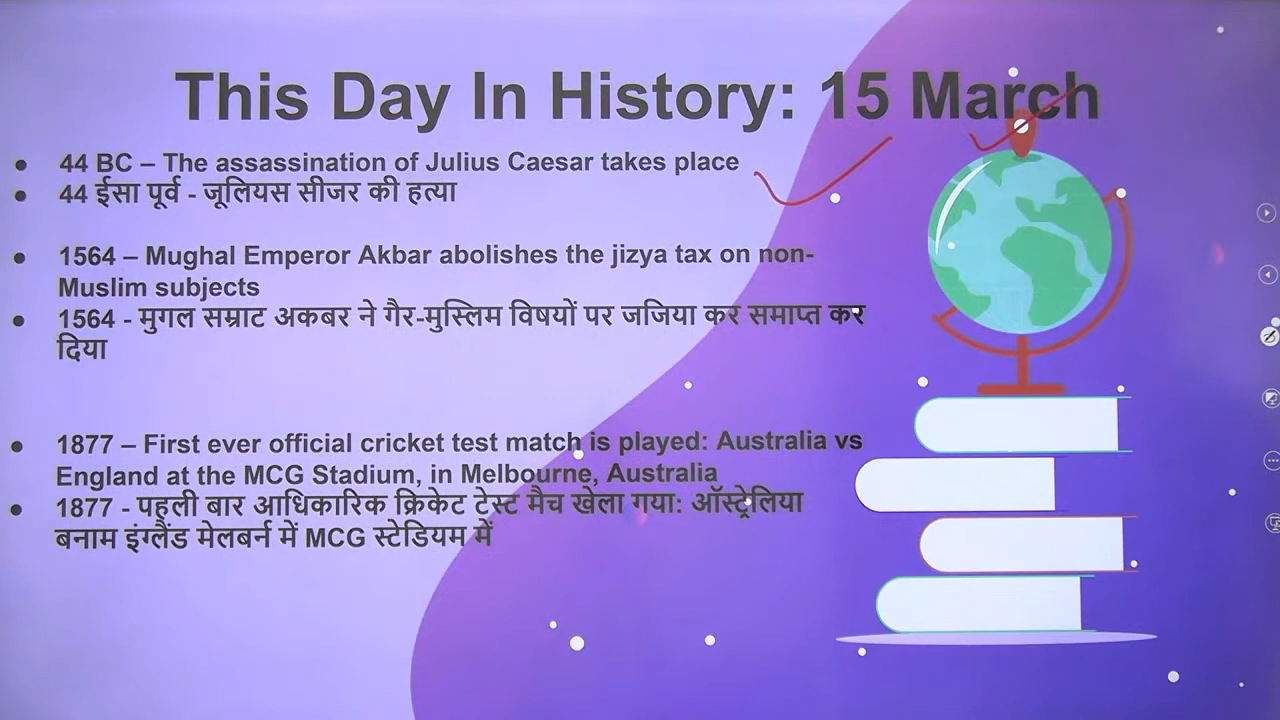 This Day In History: 15 March
● 44 BC – The assassination of Julius Caesar takes place
● 44 ईसा पूर्व - जूलियस सीजर की हत्या
● 1564 – Mughal Emperor Akbar abolishes the jizya tax on non-
Muslim subjects
● 1564 - मुगल सम्राट अकबर ने गैर-मुस्लिम विषयों पर जजिया कर समाप्त कर
दिया
● 1877 – First ever official cricket test match is played: Australia vs
England at the MCG Stadium, in Melbourne, Australia
● 1877 - पहली बार आधिकारिक क्रिकेट टेस्ट मैच खेला गया: ऑस्ट्रेलिया
बनाम इंग्लैंड मेलबर्न में MCG स्टेडियम में